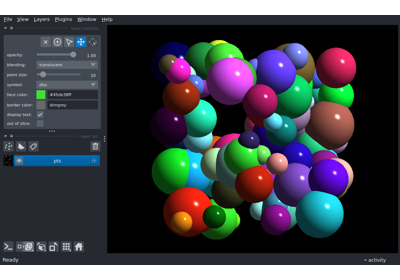 File View Layers Plugins Window Help
opacity: 1.00
blending: translucent
point size: 10
symbol: disc
face color: #45de38ff
border color: dimgrey
display text: ✓
out of slice:
pts
Ready
activity